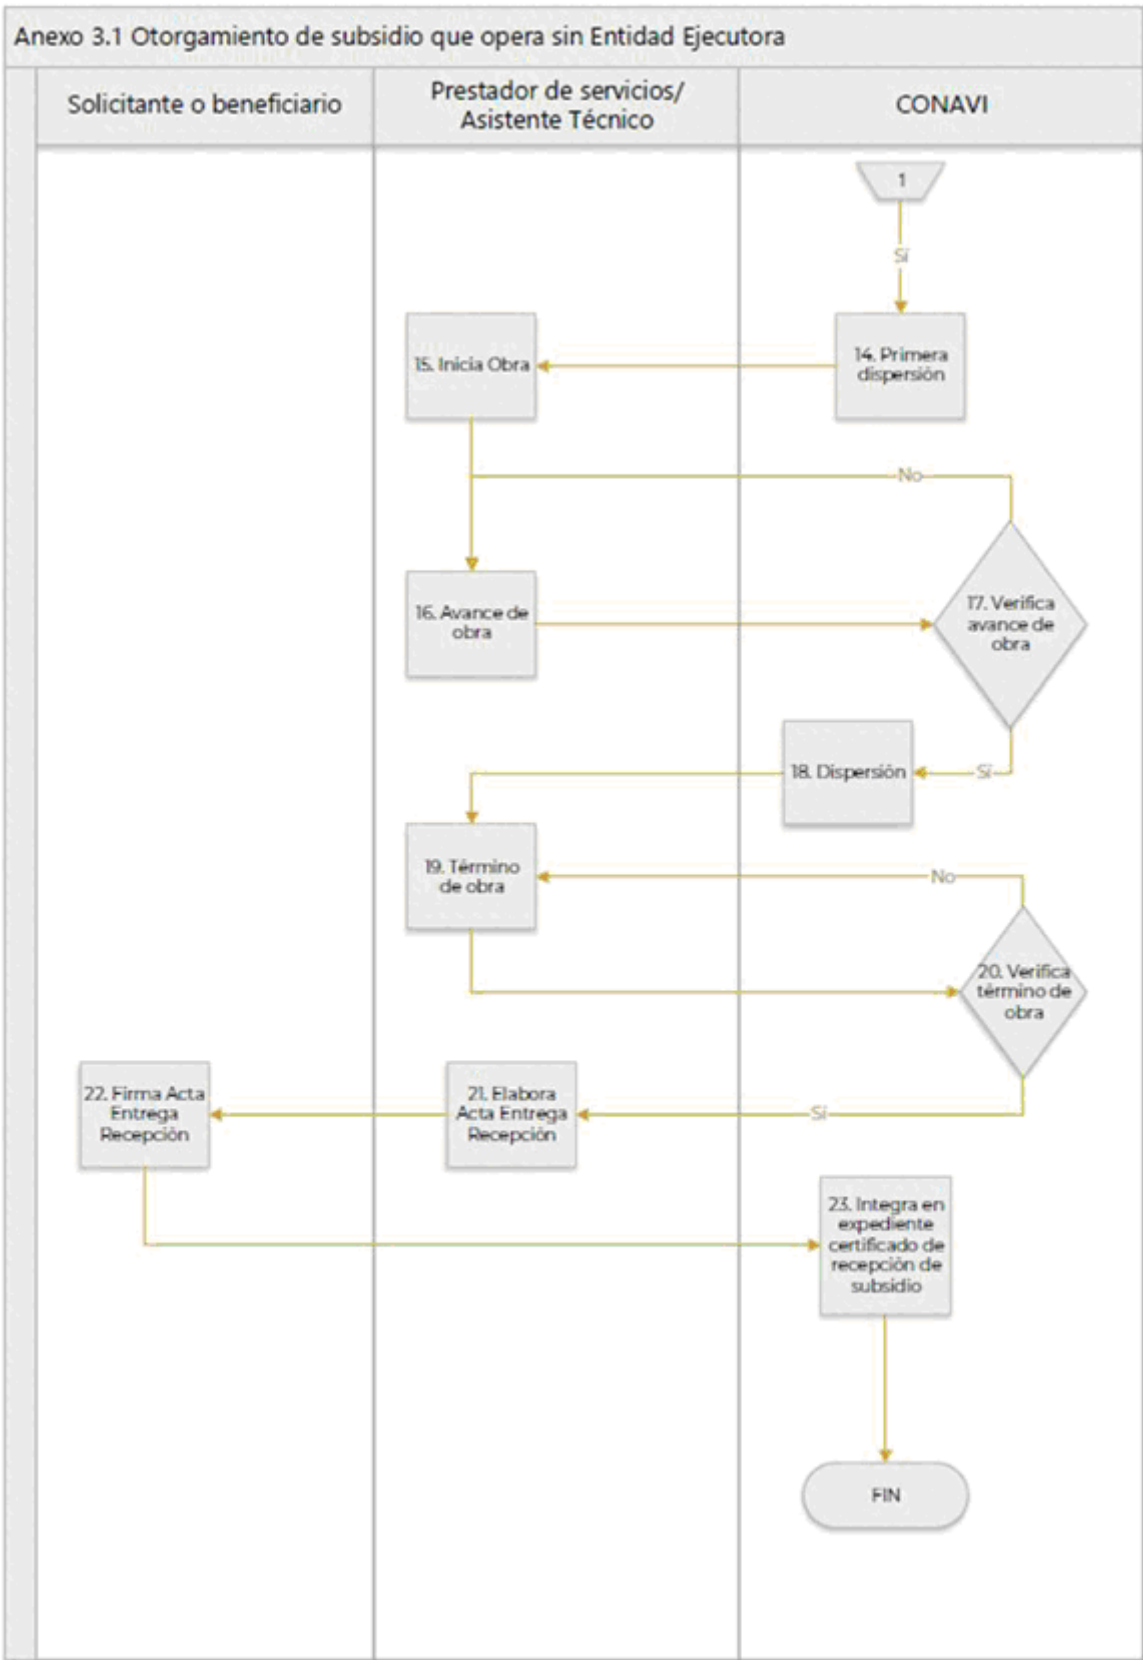 Anexo 3.1 Otorgamiento de subsidio que opera sin Entidad Ejecutora
Solicitante o beneficiario
Prestador de servicios/
Asistente Técnico
CONAVI
1
Sí
14. Primera
dispersión
15. Inicia Obra
No
16. Avance de
obra
17. Verifica
avance de
obra
18. Dispersión
Sí
19. Término
de obra
No
20. Verifica
término de
obra
22. Firma Acta
Entrega
Recepción
21. Elabora
Acta Entrega
Recepción
Sí
23. Integra en
expediente
certificado de
recepción de
subsidio
FIN